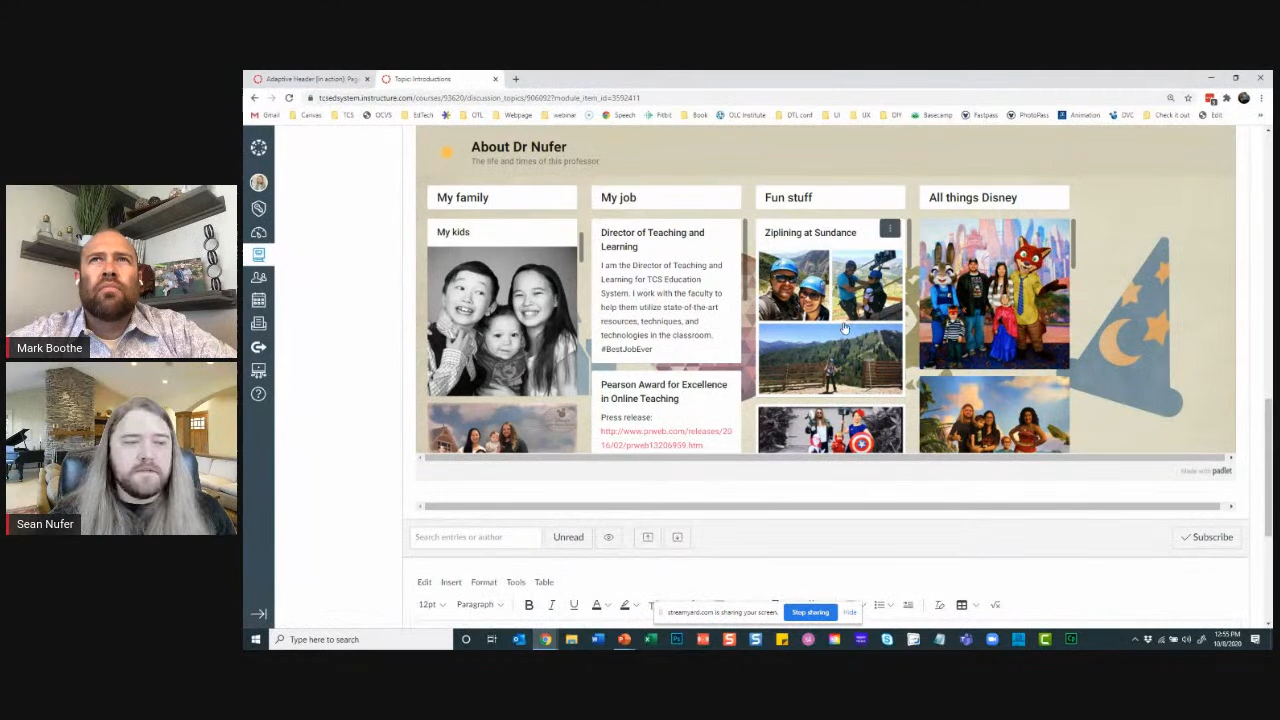 Mark Boothe
Sean Nufer
Adaptive Header (in action): Pag
Topic: Introductions
tcsedsystem.instructure.com/courses/93620/discussion_topics/906092?module_item_id=3592411
Gmail
Canvas
TCS
OCVS
EdTech
OTL
Webpage
webinar
Speech
Fitbit
Book
OLC Institute
DTL conf
UI
UX
DIY
Basecamp
Fastpass
PhotoPass
Animation
DVC
Check it out
Edit
About Dr Nufer
The life and times of this professor
My family
My kids
My job
Director of Teaching and
Learning
I am the Director of Teaching and
Learning for TCS Education
System. I work with the faculty to
help them utilize state-of-the-art
resources, techniques, and
technologies in the classroom.
#BestJobEver
Pearson Award for Excellence
in Online Teaching
Press release:
http://www.prweb.com/releases/20
16/02/prweb13206959.htm
Fun stuff
Ziplining at Sundance
All things Disney
Made with padlet
Search entries or author
Unread
Subscribe
Edit Insert Format Tools Table
12pt Paragraph B I U A
streamyard.com is sharing your screen.
Stop sharing
Hide
Type here to search
12:55 PM
10/8/2020